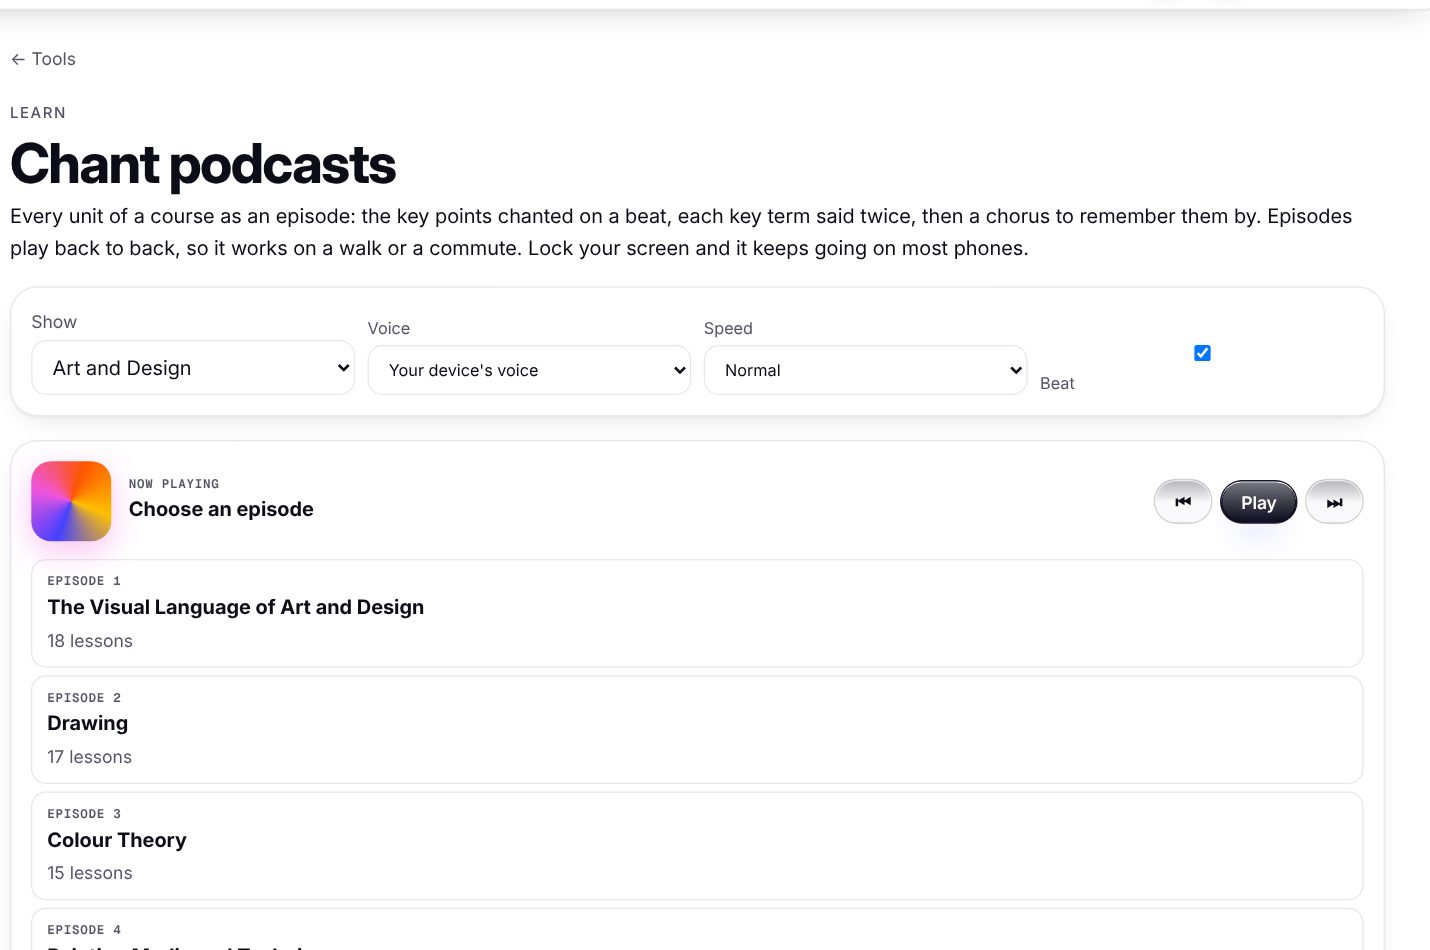 ← Tools
LEARN
Chant podcasts
Every unit of a course as an episode: the key points chanted on a beat, each key term said twice, then a chorus to remember them by. Episodes
play back to back, so it works on a walk or a commute. Lock your screen and it keeps going on most phones.
Show
Art and Design
Voice
Your device's voice
Speed
Normal
Beat
NOW PLAYING
Choose an episode
Play
EPISODE 1
The Visual Language of Art and Design
18 lessons
EPISODE 2
Drawing
17 lessons
EPISODE 3
Colour Theory
15 lessons
EPISODE 4